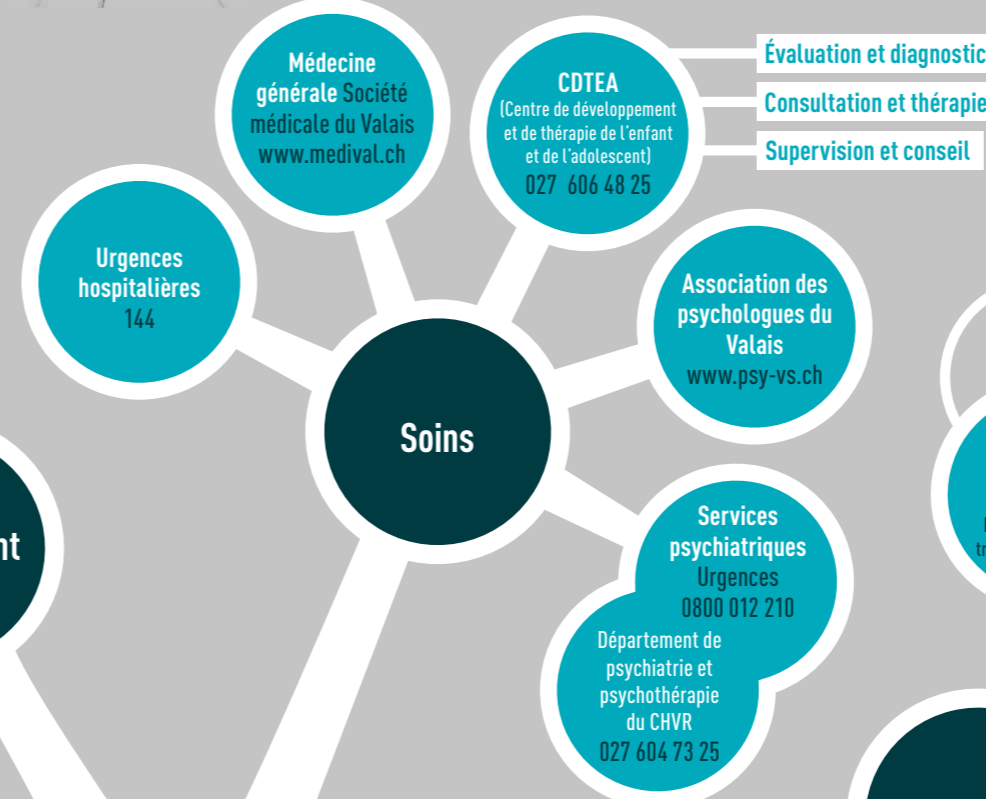 Médecine
générale Société
médicale du Valais
www.medival.ch
CDTEA
(Centre de développement
et de thérapie de l'enfant
et de l'adolescent)
027 606 48 25
Évaluation et diagnostic
Consultation et thérapie
Supervision et conseil
Urgences
hospitalières
144
Association des
psychologues du
Valais
www.psy-vs.ch
Soins
Services
psychiatriques
Urgences
0800 012 210
Département de
psychiatrie et
psychothérapie
du CHVR
027 604 73 25
nt